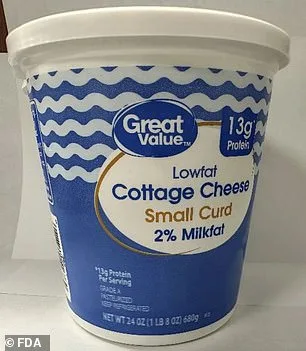 Great
Value™
13g
Protein
Lowfat
Cottage Cheese
Small Curd
2% Milkfat
*13g Protein
Per Serving
GRADE A
PASTEURIZED
KEEP REFRIGERATED
NET WT 24 OZ (1 LB 8 OZ) 680g
© FDA